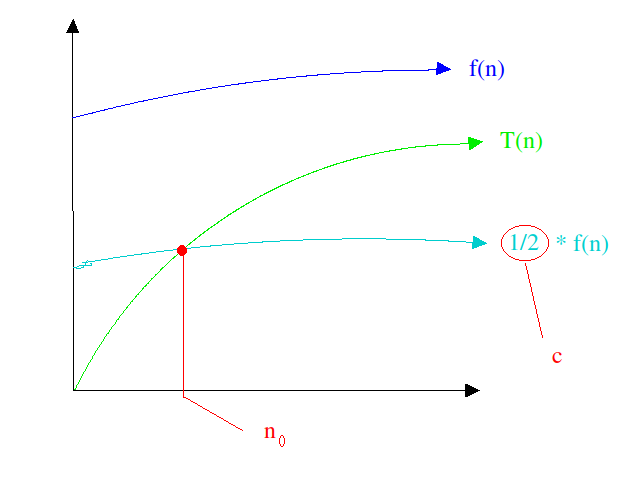 f(n)
T(n)
1/2 * f(n)
c
n₀